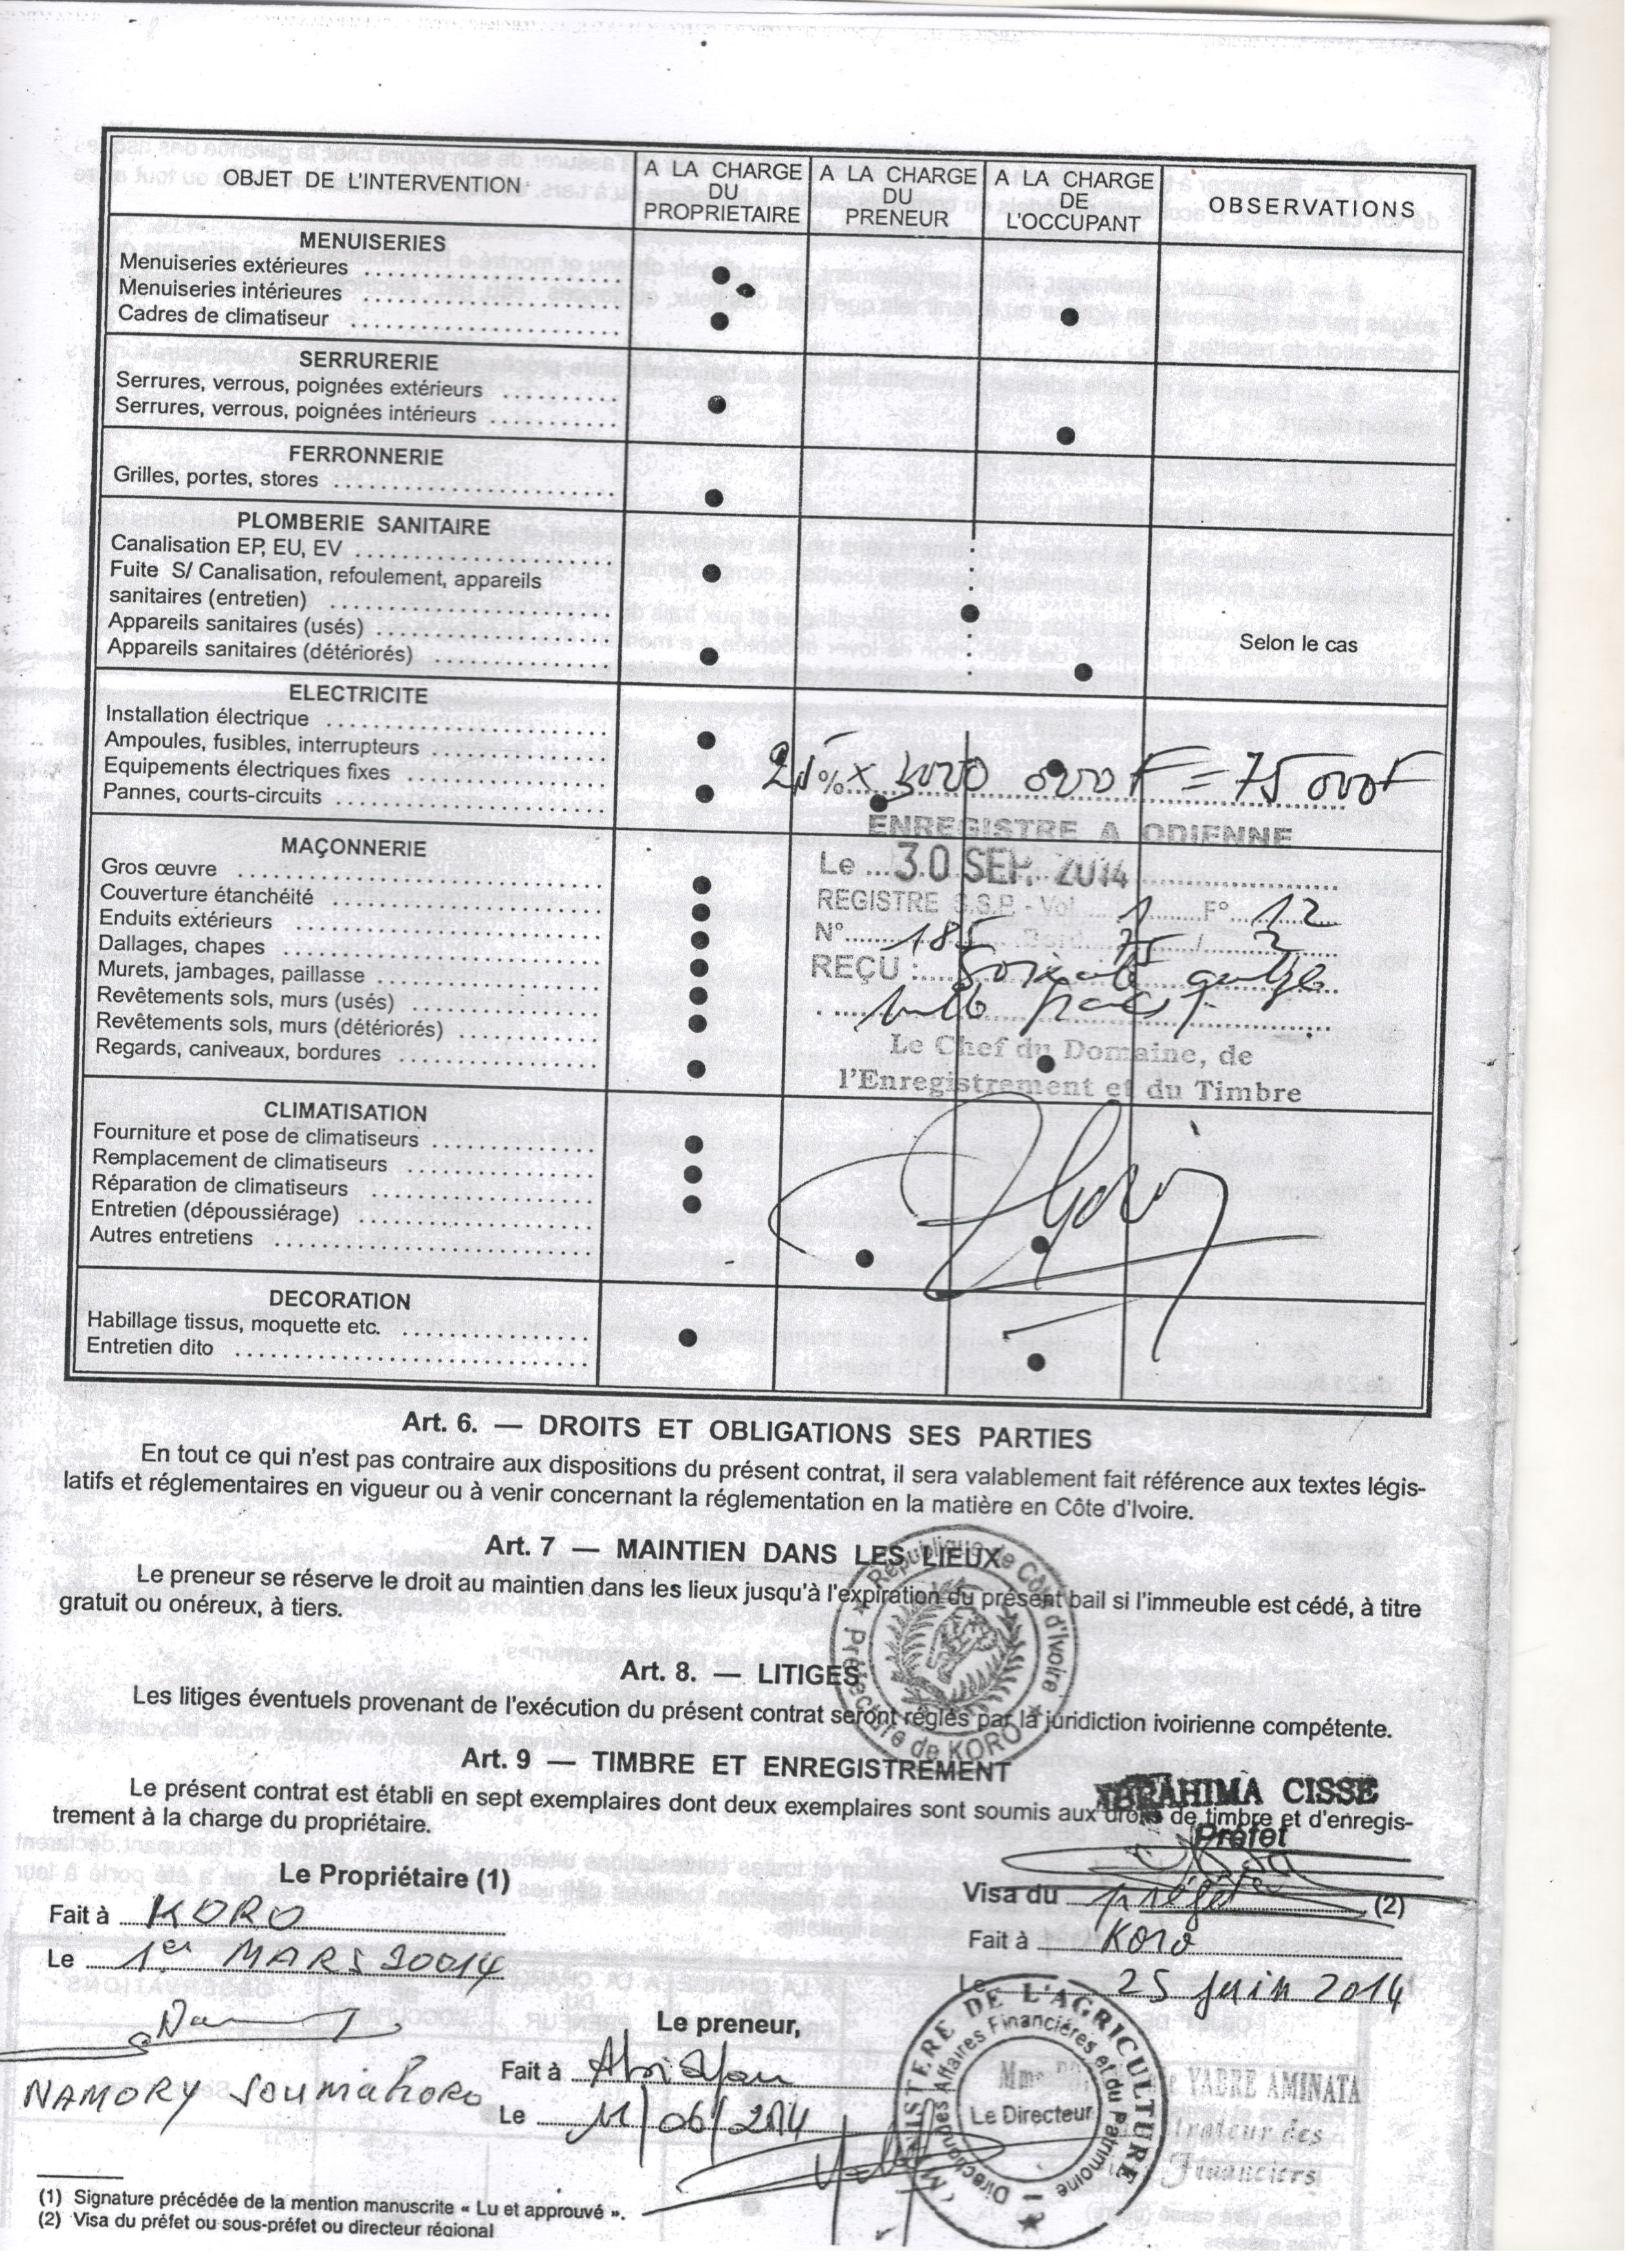 OBJET DE L'INTERVENTION
A LA CHARGE DU PROPRIETAIRE
A LA CHARGE DU PRENEUR
A LA CHARGE DE L'OCCUPANT
OBSERVATIONS
MENUISERIES
Menuiseries extérieures
Menuiseries intérieures
Cadres de climatiseur
SERRURERIE
Serrures, verrous, poignées extérieurs
Serrures, verrous, poignées intérieurs
FERRONNERIE
Grilles, portes, stores
PLOMBERIE SANITAIRE
Canalisation EP, EU, EV
Fuite S/ Canalisation, refoulement, appareils
sanitaires (entretien)
Appareils sanitaires (usés)
Selon le cas
Appareils sanitaires (détériorés)
ELECTRICITE
Installation électrique
Ampoules, fusibles, interrupteurs
Equipements électriques fixes
% x 000 F = 75 000F
Pannes, courts-circuits
ENREGISTRE A ODIENNE
MAÇONNERIE
Le 30 SEP. 2014
Gros œuvre
Couverture étanchéité
REGISTRE S.S.P. - Vol 1 F° 12
Enduits extérieurs
N° 185 Bord. 75 / 2
Dallages, chapes
REÇU : Soixante quinze
Murets, jambages, paillasse
mille francs
Revêtements sols, murs (usés)
Revêtements sols, murs (détériorés)
Le Chef du Domaine, de
Regards, caniveaux, bordures
l'Enregistrement et du Timbre
CLIMATISATION
Fourniture et pose de climatiseurs
Remplacement de climatiseurs
Réparation de climatiseurs
Entretien (dépoussiérage)
Autres entretiens
DECORATION
Habillage tissus, moquette etc.
Entretien dito
Art. 6. — DROITS ET OBLIGATIONS SES PARTIES
En tout ce qui n'est pas contraire aux dispositions du présent contrat, il sera valablement fait référence aux textes légis-
latifs et réglementaires en vigueur ou à venir concernant la réglementation en la matière en Côte d'Ivoire.
Art. 7 — MAINTIEN DANS LES LIEUX
Le preneur se réserve le droit au maintien dans les lieux jusqu'à l'expiration du présent bail si l'immeuble est cédé, à titre
gratuit ou onéreux, à tiers.
République de Côte d'Ivoire
Préfecture de KORO
Art. 8. — LITIGES
Les litiges éventuels provenant de l'exécution du présent contrat seront réglés par la juridiction ivoirienne compétente.
Art. 9 — TIMBRE ET ENREGISTREMENT
Le présent contrat est établi en sept exemplaires dont deux exemplaires sont soumis aux droits de timbre et d'enregis-
trement à la charge du propriétaire.
IBRAHIMA CISSE
Préfet
Le Propriétaire (1)
Visa du préfet (2)
Fait à KORO
Fait à Koro
Le 1er MARS 20014
Le 25 Juin 2014
NAMORY Soumahoro
Le preneur,
Fait à Abidjan
Le 11/06/2014
MINISTERE DE L'AGRICULTURE
Direction des Affaires Financières et du Patrimoine
Le Directeur
Mme
YABRE AMINATA
des
Financiers
(1) Signature précédée de la mention manuscrite « Lu et approuvé ».
(2) Visa du préfet ou sous-préfet ou directeur régional